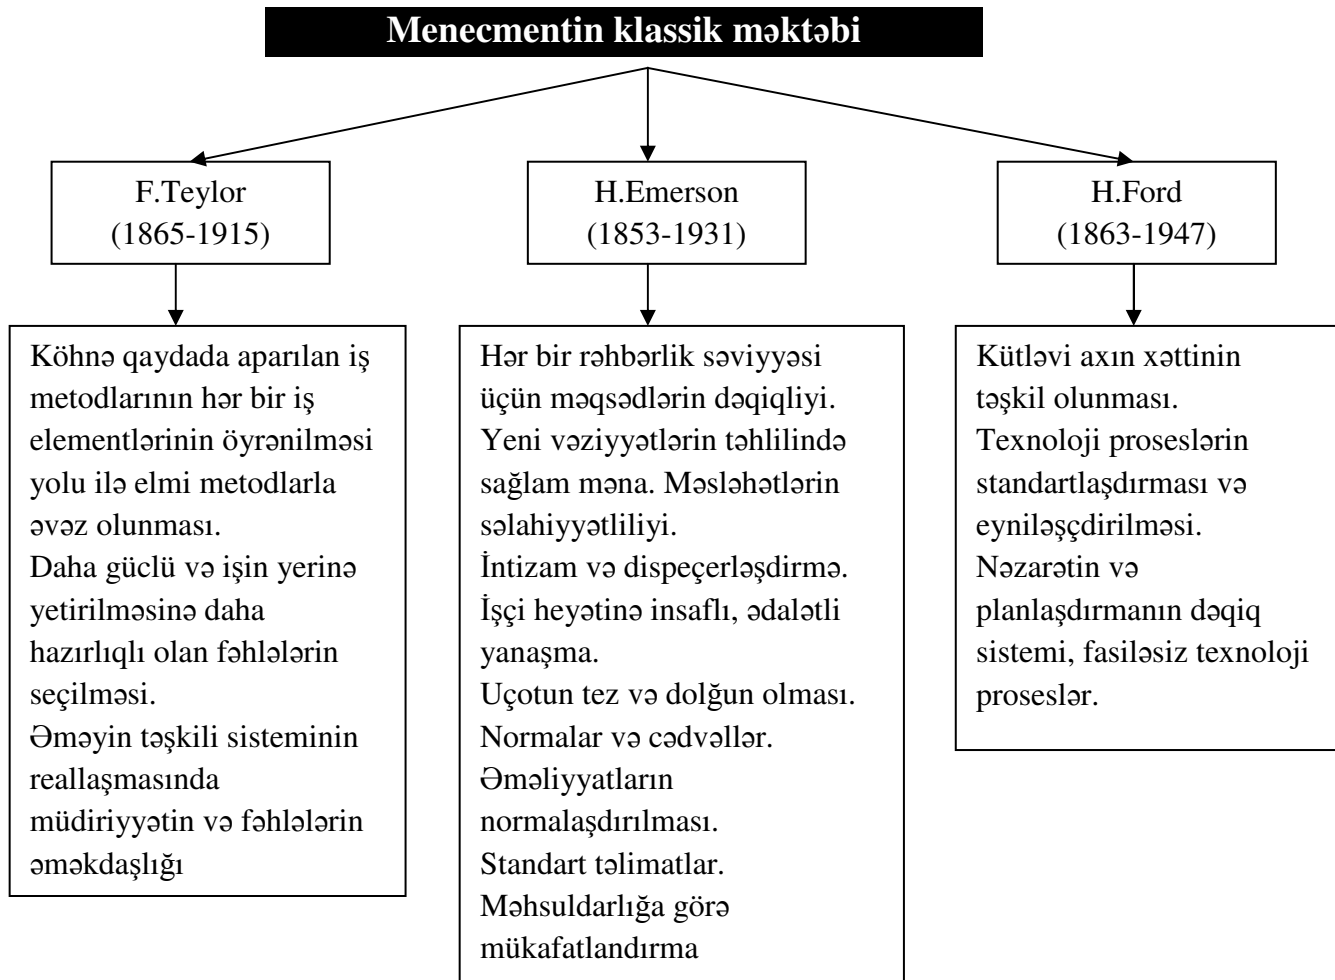 Menecmentin klassik məktəbi
F.Teylor
(1865-1915)
H.Emerson
(1853-1931)
H.Ford
(1863-1947)
Köhnə qaydada aparılan iş
metodlarının hər bir iş
elementlərinin öyrənilməsi
yolu ilə elmi metodlarla
əvəz olunması.
Daha güclü və işin yerinə
yetirilməsinə daha
hazırlıqlı olan fəhlələrin
seçilməsi.
Əməyin təşkili sisteminin
reallaşmasında
müdiriyyətin və fəhlələrin
əməkdaşlığı
Hər bir rəhbərlik səviyyəsi
üçün məqsədlərin dəqiqliyi.
Yeni vəziyyətlərin təhlilində
sağlam məna. Məsləhətlərin
səlahiyyətliliyi.
İntizam və dispeçerləşdirmə.
İşçi heyətinə insaflı, ədalətli
yanaşma.
Uçotun tez və dolğun olması.
Normalar və cədvəllər.
Əməliyyatların
normalaşdırılması.
Standart təlimatlar.
Məhsuldarlığa görə
mükafatlandırma
Kütləvi axın xəttinin
təşkil olunması.
Texnoloji proseslərin
standartlaşdırması və
eyniləşçdirilməsi.
Nəzarətin və
planlaşdırmanın dəqiq
sistemi, fasiləsiz texnoloji
proseslər.